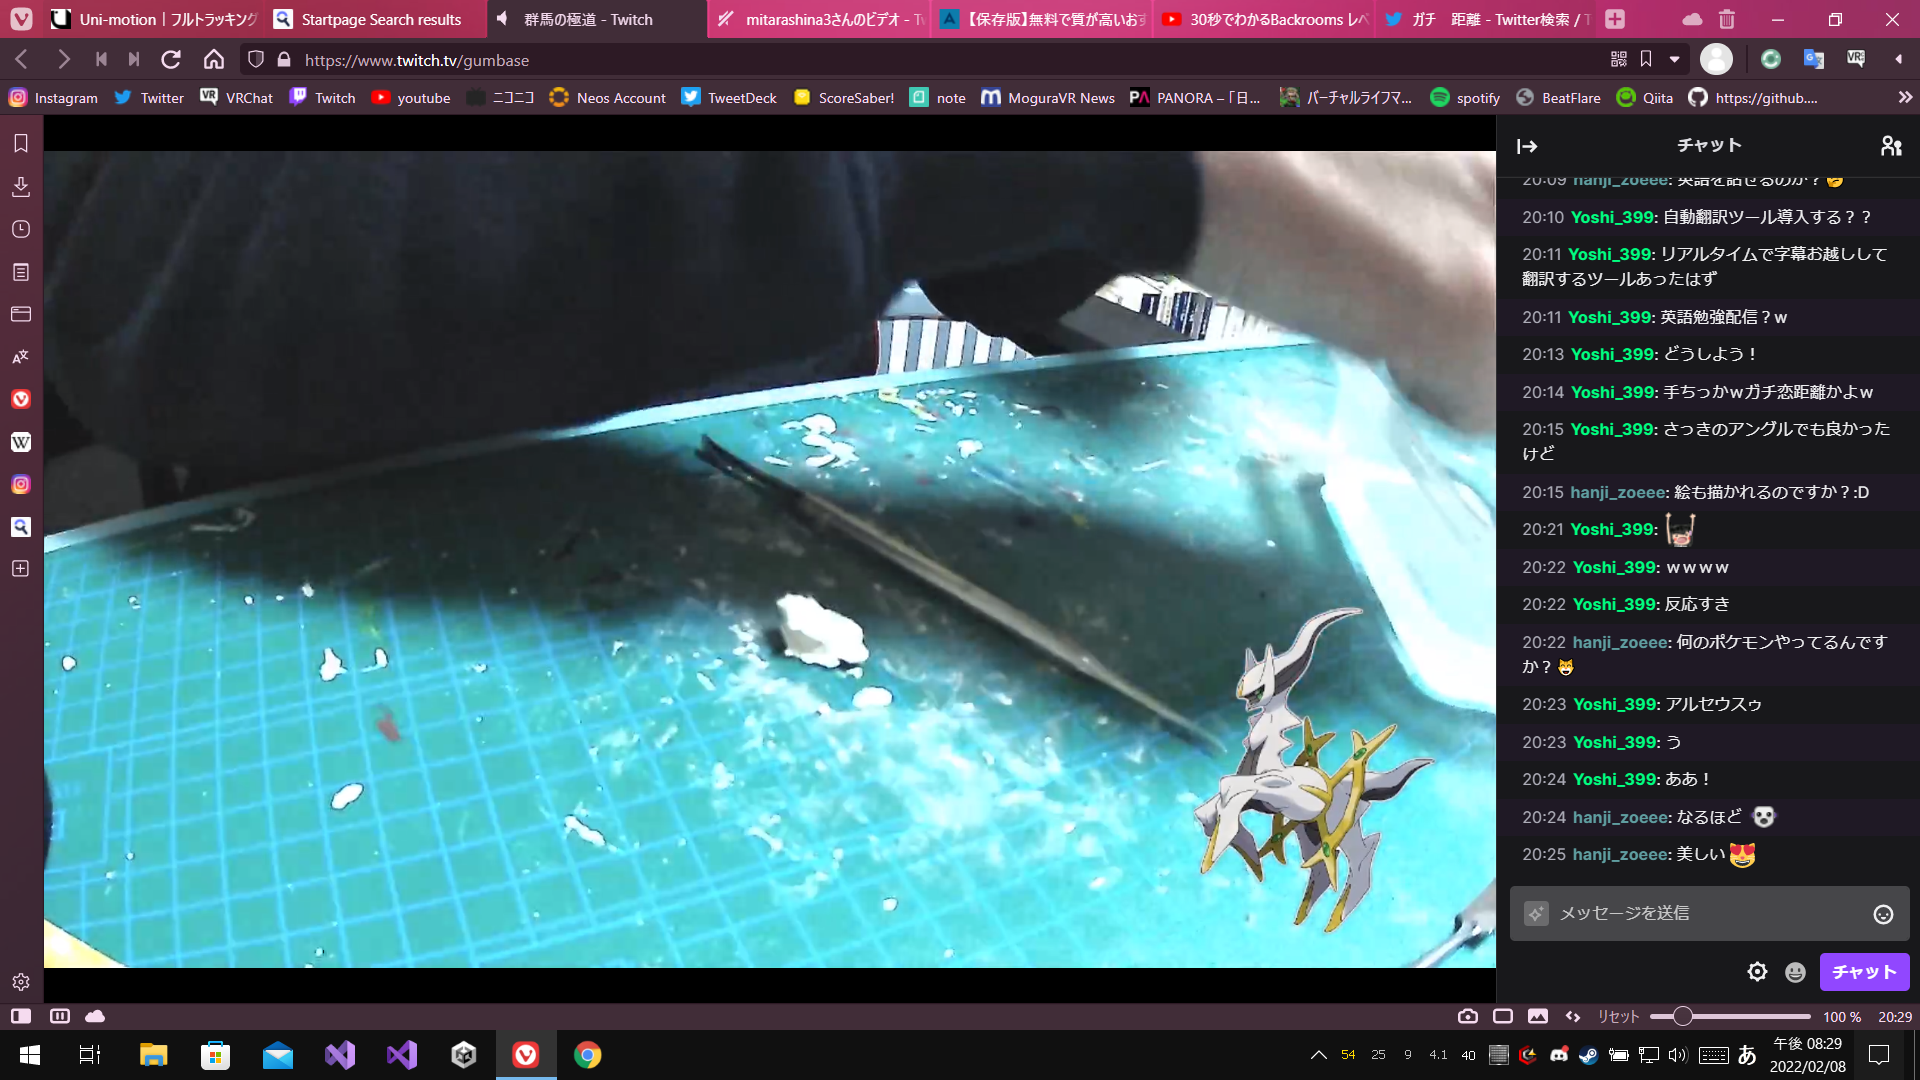 Uni-motion | フルトラッキング
Startpage Search results
群馬の極道 - Twitch
mitarashina3さんのビデオ - Tw
【保存版】無料で質が高いおす
30秒でわかるBackrooms レベ
ガチ 距離 - Twitter検索 / T
https://www.twitch.tv/gumbase
Instagram
Twitter
VRChat
Twitch
youtube
ニコニコ
Neos Account
TweetDeck
ScoreSaber!
note
MoguraVR News
PANORA – 「日...
バーチャルライフマ...
spotify
BeatFlare
Qiita
https://github....
チャット
20:09 hanji_zoeee: 英語を話せるのか？🤔
20:10 Yoshi_399: 自動翻訳ツール導入する？？
20:11 Yoshi_399: リアルタイムで字幕お越しして
翻訳するツールあったはず
20:11 Yoshi_399: 英語勉強配信？w
20:13 Yoshi_399: どうしよう！
20:14 Yoshi_399: 手ちっかwガチ恋距離かよw
20:15 Yoshi_399: さっきのアングルでも良かった
けど
20:15 hanji_zoeee: 絵も描かれるのですか？:D
20:21 Yoshi_399:
20:22 Yoshi_399: ｗｗｗｗ
20:22 Yoshi_399: 反応すき
20:22 hanji_zoeee: 何のポケモンやってるんです
か？😸
20:23 Yoshi_399: アルセウスゥ
20:23 Yoshi_399: う
20:24 Yoshi_399: ああ！
20:24 hanji_zoeee: なるほど
20:25 hanji_zoeee: 美しい😻
メッセージを送信
チャット
リセット
100 %
20:29
54 25 9 4.1 40
あ
午後 08:29
2022/02/08